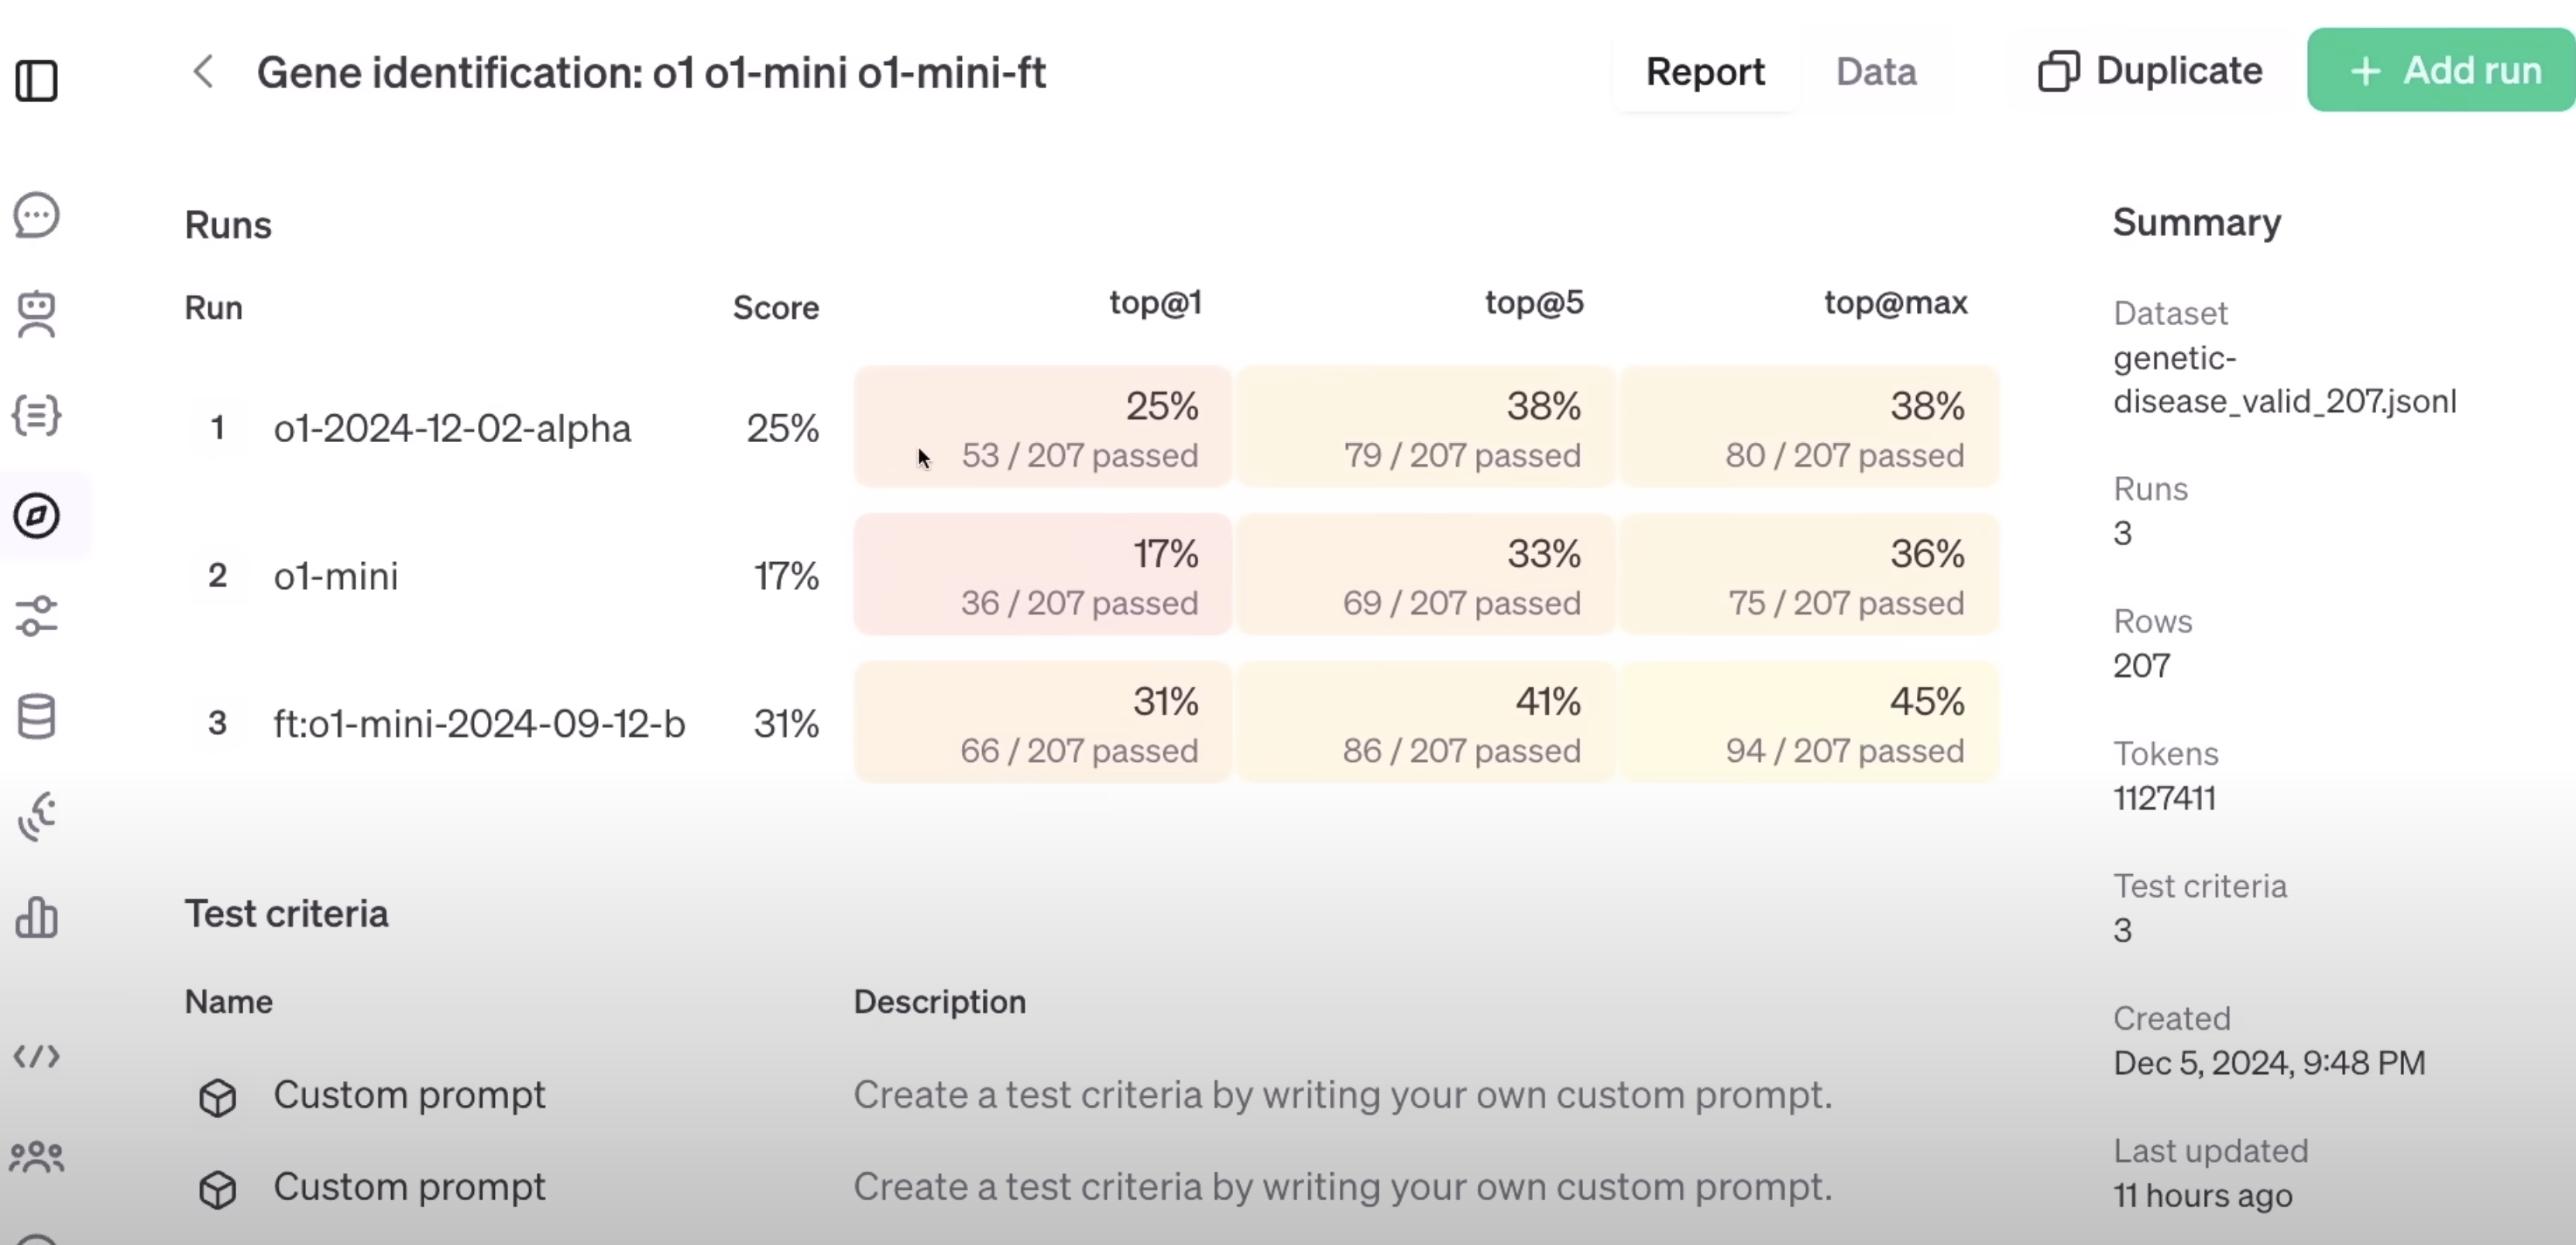 Gene identification: o1 o1-mini o1-mini-ft
Report
Data
Duplicate
+ Add run
Runs
Run
Score
top@1
top@5
top@max
1
o1-2024-12-02-alpha
25%
25%
53 / 207 passed
38%
79 / 207 passed
38%
80 / 207 passed
2
o1-mini
17%
17%
36 / 207 passed
33%
69 / 207 passed
36%
75 / 207 passed
3
ft:o1-mini-2024-09-12-b
31%
31%
66 / 207 passed
41%
86 / 207 passed
45%
94 / 207 passed
Test criteria
Name
Description
Custom prompt
Create a test criteria by writing your own custom prompt.
Custom prompt
Create a test criteria by writing your own custom prompt.
Summary
Dataset
genetic-
disease_valid_207.jsonl
Runs
3
Rows
207
Tokens
1127411
Test criteria
3
Created
Dec 5, 2024, 9:48 PM
Last updated
11 hours ago